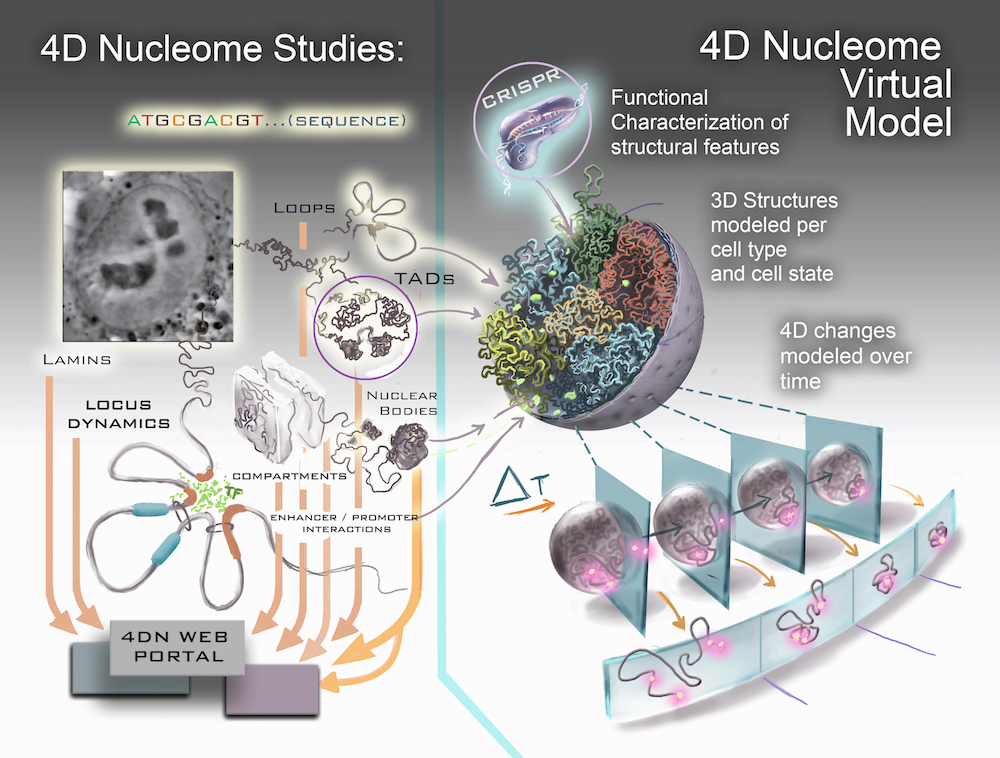 4D Nucleome Studies:
ATGCGACGT...(SEQUENCE)
LOOPS
TADS
LAMINS
LOCUS
DYNAMICS
NUCLEAR
BODIES
COMPARTMENTS
ENHANCER / PROMOTER
INTERACTIONS
4DN WEB
PORTAL
4D Nucleome
Virtual
Model
CRISPR
Functional
Characterization of
structural features
3D Structures
modeled per
cell type
and cell state
4D changes
modeled over
time
ΔT